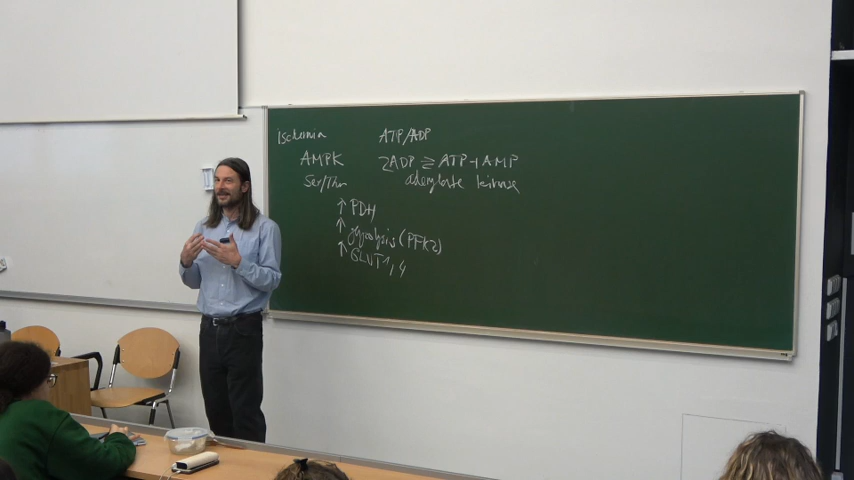 ischemia ATP/ADP
AMPK 2ADP ⇌ ATP + AMP
Ser/Thr adenylate kinase
↑ PDH
↑ glycolysis (PFK2)
↑ GLUT 1, 4